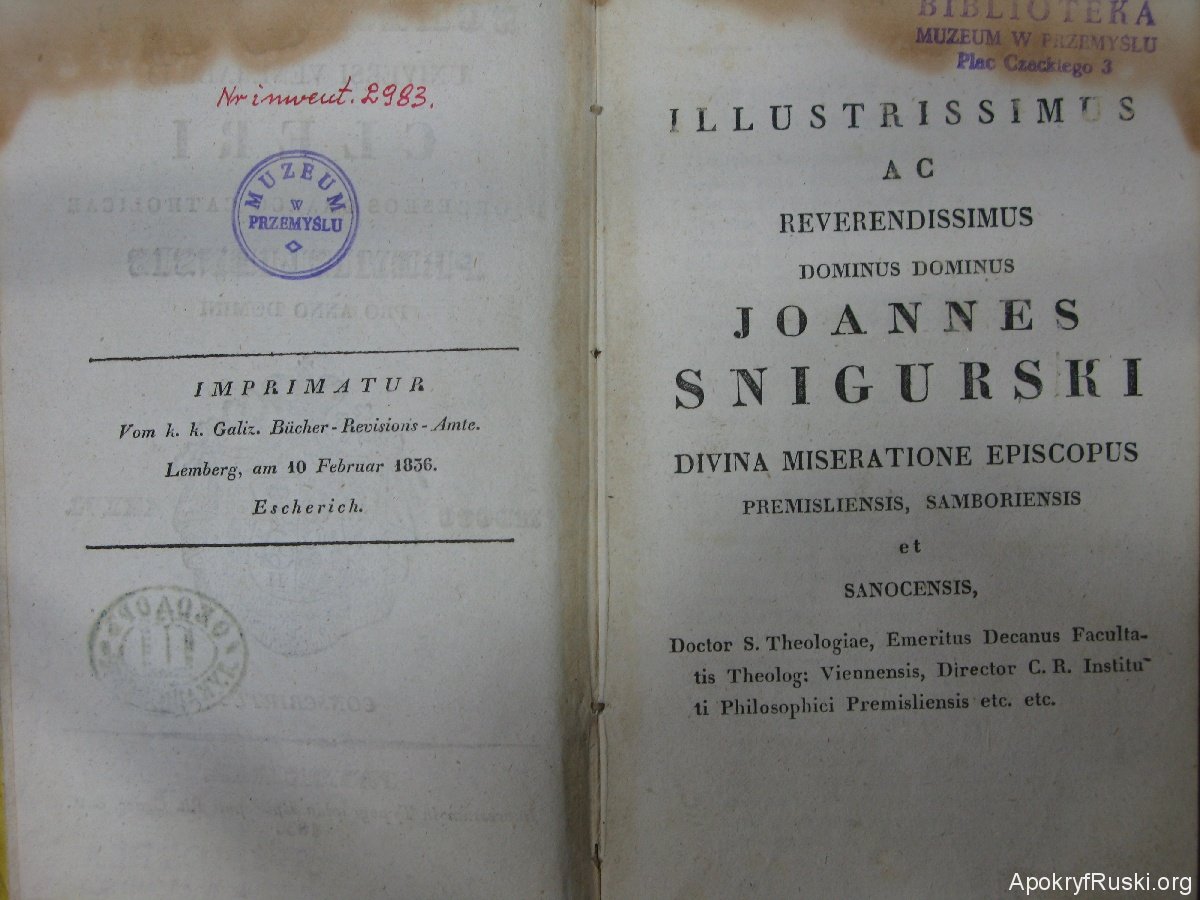 Nr inwent. 2983.
MUZEUM
W
PRZEMYŚLU
IMPRIMATUR
Vom k. k. Galiz. Bücher-Revisions-Amte.
Lemberg, am 10 Februar 1836.
Escherich.
BIBLIOTEKA
MUZEUM W PRZEMYŚLU
Plac Czackiego 3
ILLUSTRISSIMUS
AC
REVERENDISSIMUS
DOMINUS DOMINUS
JOANNES
SNIGURSKI
DIVINA MISERATIONE EPISCOPUS
PREMISLIENSIS, SAMBORIENSIS
et
SANOCENSIS,
Doctor S. Theologiae, Emeritus Decanus Faculta-
tis Theolog: Viennensis, Director C. R. Institu-
ti Philosophici Premisliensis etc. etc.
ApokryfRuski.org